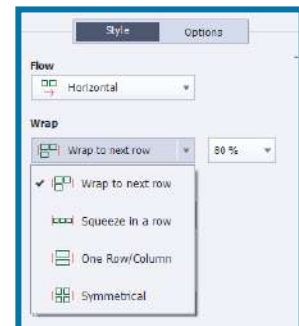 Style Options
Flow
Horizontal
Wrap
Wrap to next row 80 %
Wrap to next row
Squeeze in a row
One Row/Column
Symmetrical